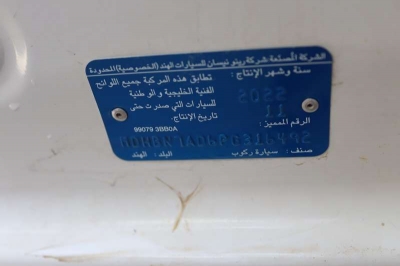 الشركة الصنعة شركة رينو نيسان للسيارات الهند (الخصوصية) المحدودة
سنة وشهر الإنتاج: تطابق هذه المركبة جميع اللوائح
2022 الفنية الخليجية و الوطنية
11 للسيارات التي صدرت حتى
الرقم المميز: تاريخ الإنتاج.
99079 3BB0A
صنف: سيارة ركوب البلد: الهند